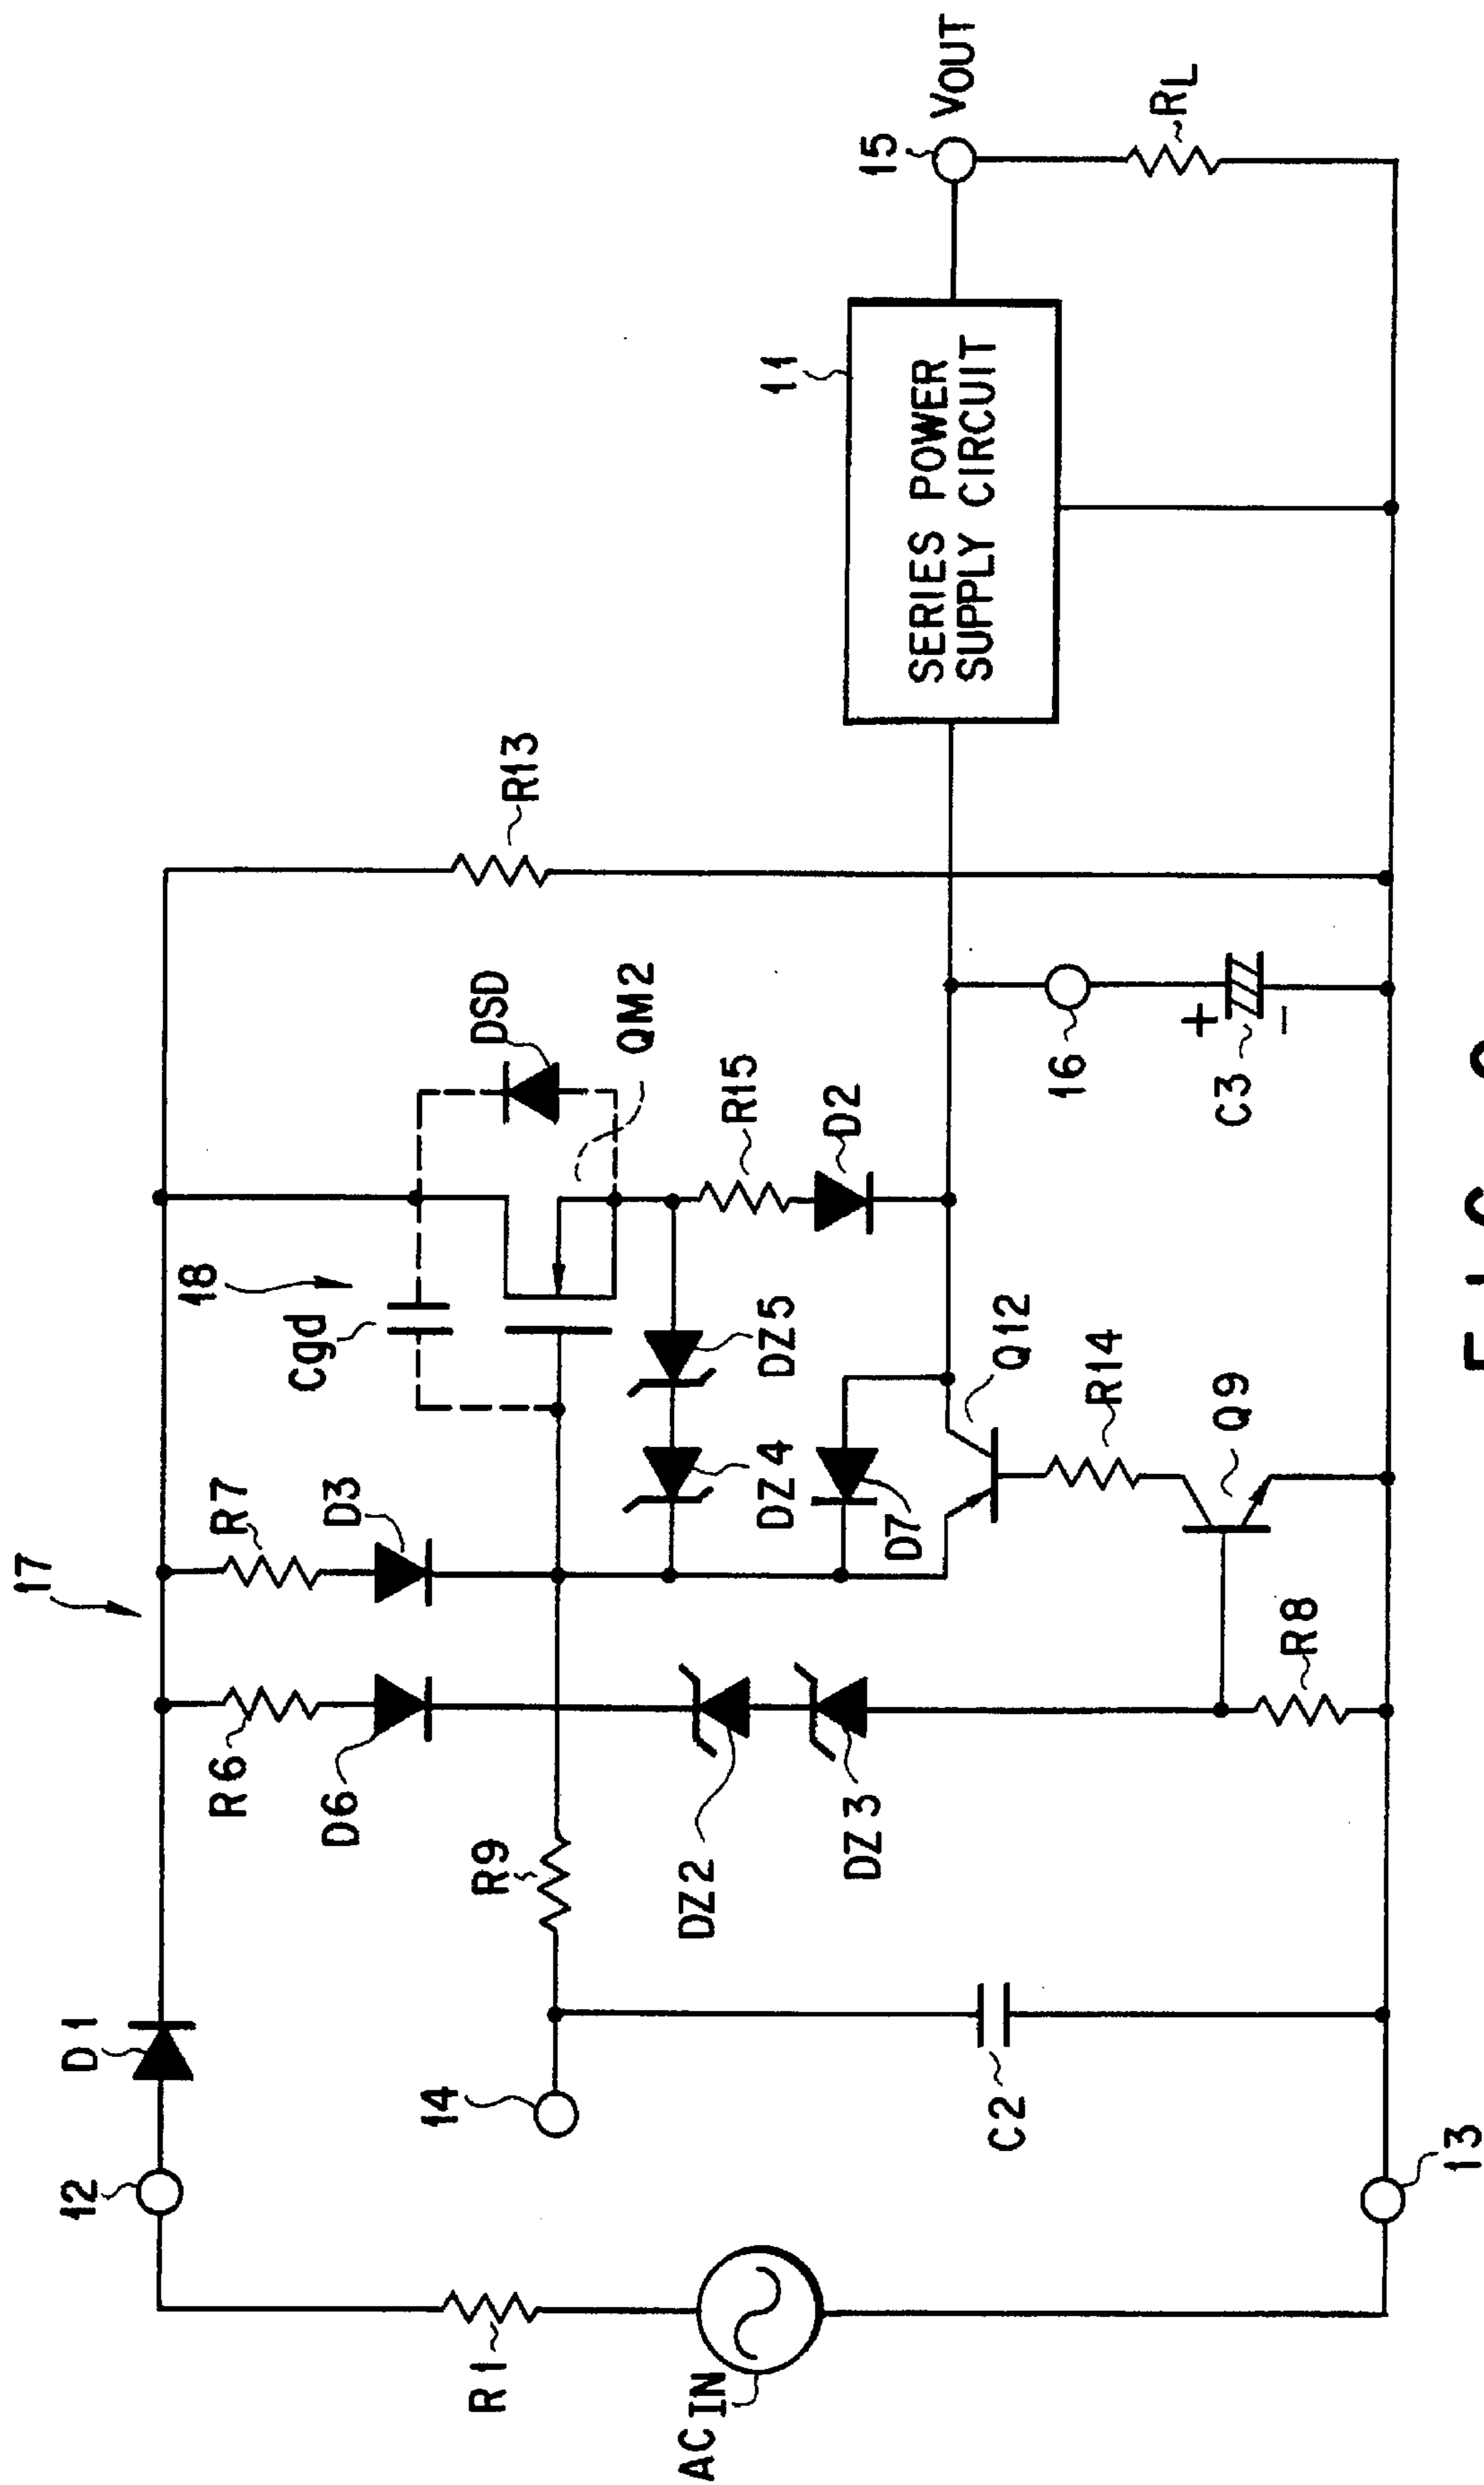 17
18
12
D1
R6
R7
D6
D3
Cgd
DSD
QM2
R13
14
R9
DZ2
DZ3
DZ4
DZ5
R15
D2
D7
Q12
R14
Q9
R8
R1
ACIN
C2
13
16
+
C3
−
11
SERIES POWER
SUPPLY CIRCUIT
15
VOUT
RL